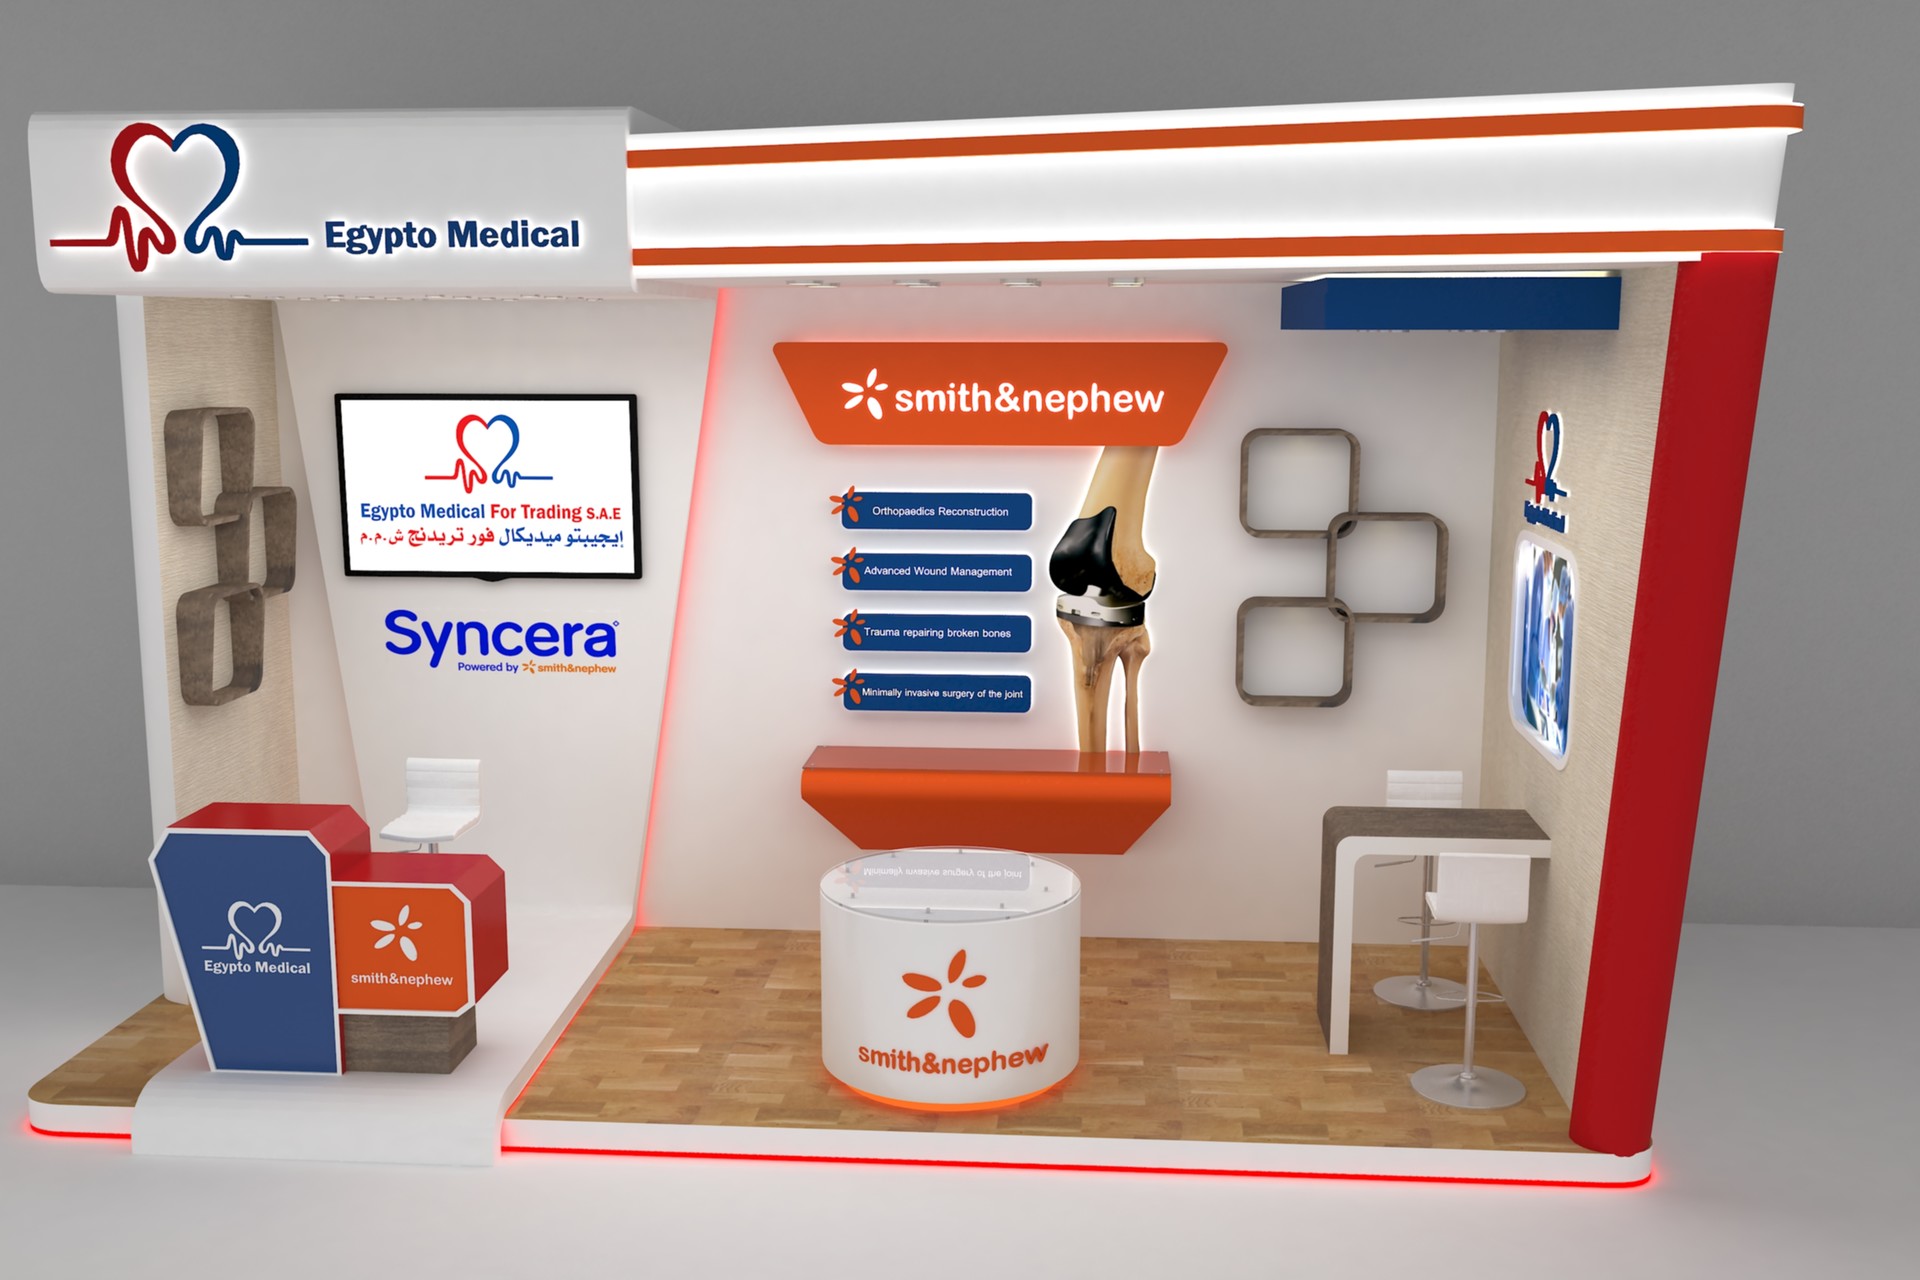 Egypto Medical
smith&nephew
Egypto Medical For Trading S.A.E
إيجيبتو ميديكال فور تريدنج ش.م.م.
Syncera
Powered by smith&nephew
Orthopaedics Reconstruction
Advanced Wound Management
Trauma repairing broken bones
Minimally invasive surgery of the joint
Egypto Medical
smith&nephew
Minimally invasive surgery of the joint
smith&nephew